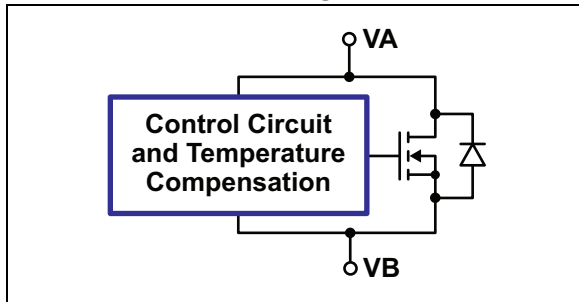 VA
Control Circuit
and Temperature
Compensation
VB